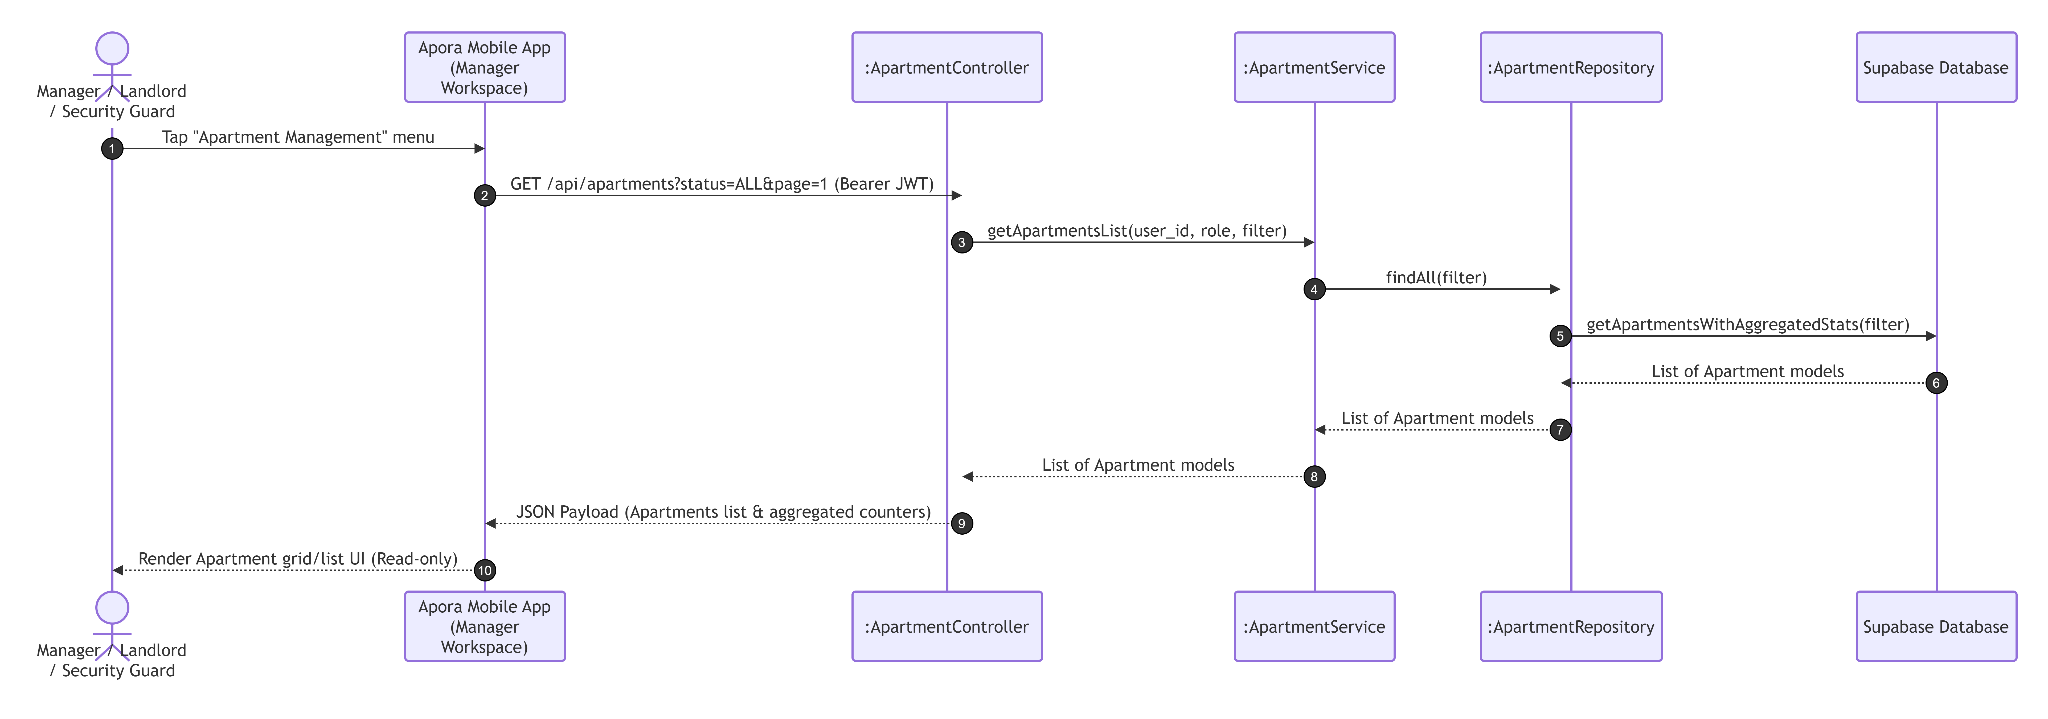 Manager / Landlord
/ Security Guard
Apora Mobile App
(Manager
Workspace)
:ApartmentController
:ApartmentService
:ApartmentRepository
Supabase Database
1
Tap "Apartment Management" menu
2
GET /api/apartments?status=ALL&page=1 (Bearer JWT)
3
getApartmentsList(user_id, role, filter)
4
findAll(filter)
5
getApartmentsWithAggregatedStats(filter)
List of Apartment models
6
List of Apartment models
7
List of Apartment models
8
JSON Payload (Apartments list & aggregated counters)
9
Render Apartment grid/list UI (Read-only)
10
Manager / Landlord
/ Security Guard
Apora Mobile App
(Manager
Workspace)
:ApartmentController
:ApartmentService
:ApartmentRepository
Supabase Database